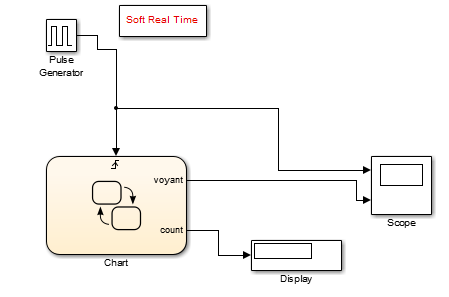 Soft Real Time
Pulse
Generator
voyant
count
Chart
Scope
Display